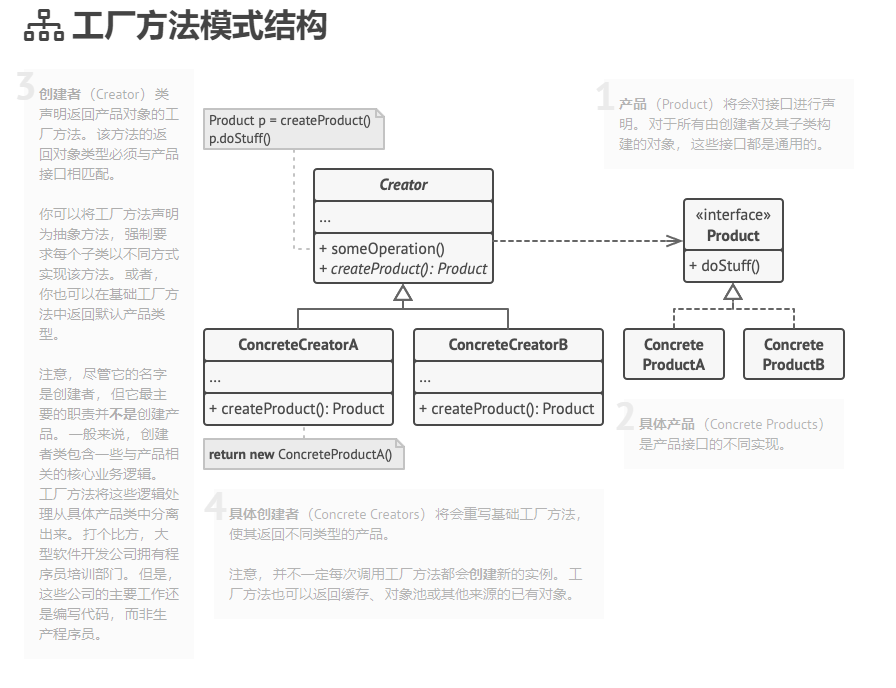 工厂方法模式结构
3
创建者（Creator）类
声明返回产品对象的工
厂方法。该方法的返
回对象类型必须与产品
接口相匹配。
你可以将工厂方法声明
为抽象方法，强制要
求每个子类以不同方式
实现该方法。或者，
你也可以在基础工厂方
法中返回默认产品类
型。
注意，尽管它的名字
是创建者，但它最主
要的职责并不是创建产
品。一般来说，创建
者类包含一些与产品相
关的核心业务逻辑。
工厂方法将这些逻辑处
理从具体产品类中分离
出来。打个比方，大
型软件开发公司拥有程
序员培训部门。但是，
这些公司的主要工作还
是编写代码，而非生
产程序员。
Product p = createProduct()
p.doStuff()
Creator
...
+ someOperation()
+ createProduct(): Product
1
产品（Product）将会对接口进行声
明。对于所有由创建者及其子类构
建的对象，这些接口都是通用的。
«interface»
Product
+ doStuff()
ConcreteCreatorA
...
+ createProduct(): Product
ConcreteCreatorB
...
+ createProduct(): Product
Concrete
ProductA
Concrete
ProductB
return new ConcreteProductA()
2
具体产品（Concrete Products）
是产品接口的不同实现。
4
具体创建者（Concrete Creators）将会重写基础工厂方法，
使其返回不同类型的产品。
注意，并不一定每次调用工厂方法都会创建新的实例。工
厂方法也可以返回缓存、对象池或其他来源的已有对象。